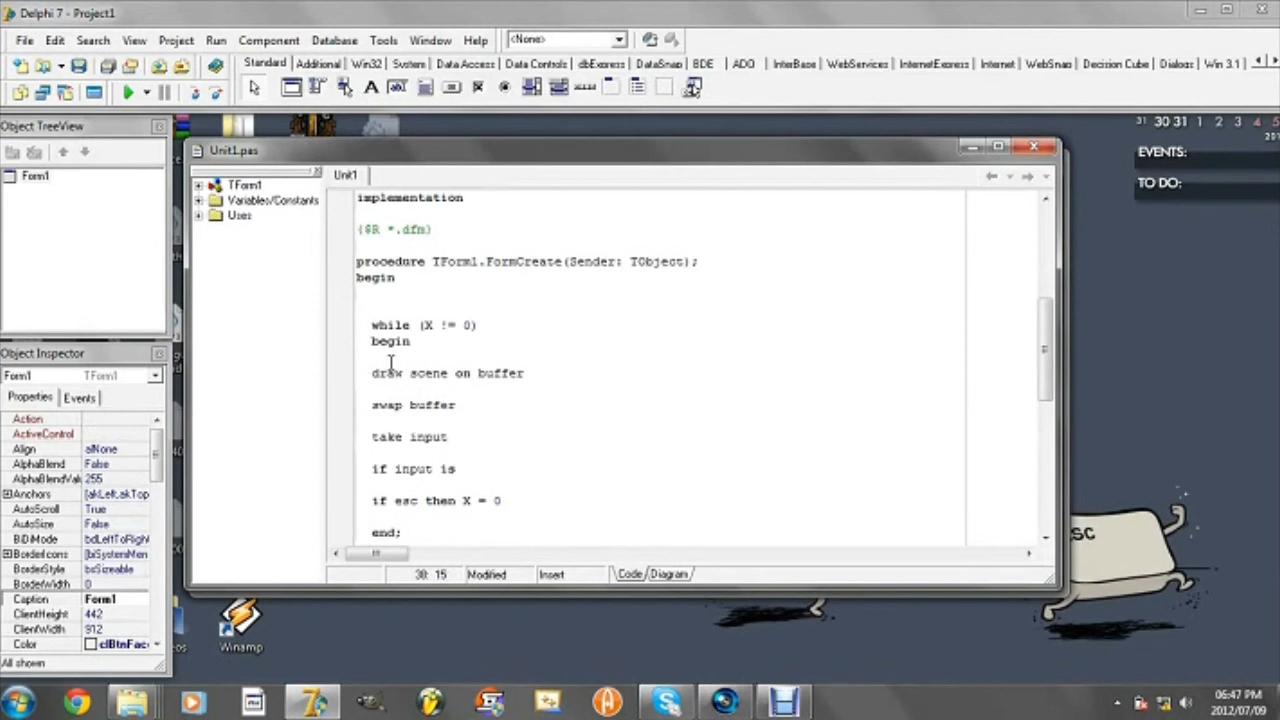 Delphi 7 - Project1
File Edit Search View Project Run Component Database Tools Window Help <None>
Standard Additional Win32 System Data Access Data Controls dbExpress DataSnap BDE ADO InterBase WebServices InternetExpress Internet WebSnap Decision Cube Dialogs Win 3.1
Object TreeView
Form1
Unit1.pas
TForm1
Variables/Constants
Uses
Unit1
implementation
{$R *.dfm}
procedure TForm1.FormCreate(Sender: TObject);
begin
while (X != 0)
begin
draw scene on buffer
swap buffer
take input
if input is
if esc then X = 0
end;
38: 15 Modified Insert Code Diagram
Object Inspector
Form1 TForm1
Properties Events
Action
ActiveControl
Align alNone
AlphaBlend False
AlphaBlendValu 255
Anchors [akLeft,akTop
AutoScroll True
AutoSize False
BiDiMode bdLeftToRigh
BorderIcons [biSystemMen
BorderStyle bsSizeable
BorderWidth 0
Caption Form1
ClientHeight 442
ClientWidth 912
Color clBtnFac
All shown
31 30 31 1 2 3 4 5
EVENTS:
TO DO:
SC
Winamp
06:47 PM
2012/07/09